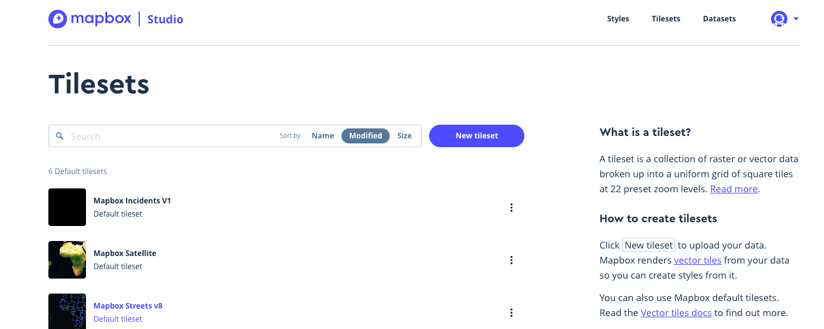 mapbox | Studio
Styles Tilesets Datasets
Tilesets
Search Sort by Name Modified Size New tileset
6 Default tilesets
Mapbox Incidents V1
Default tileset
Mapbox Satellite
Default tileset
Mapbox Streets v8
Default tileset
What is a tileset?
A tileset is a collection of raster or vector data
broken up into a uniform grid of square tiles
at 22 preset zoom levels. Read more.
How to create tilesets
Click New tileset to upload your data.
Mapbox renders vector tiles from your data
so you can create styles from it.
You can also use Mapbox default tilesets.
Read the Vector tiles docs to find out more.